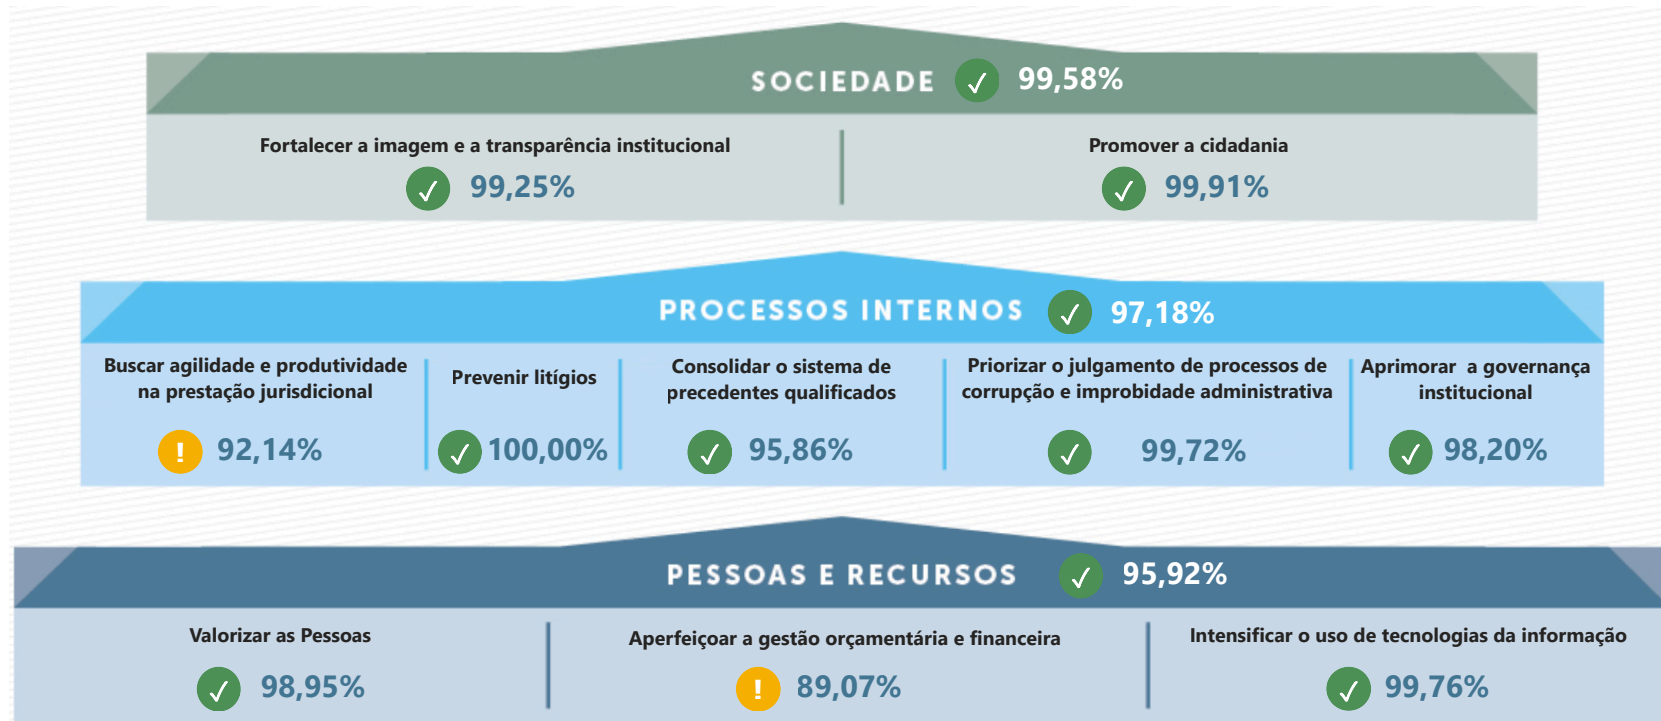 SOCIEDADE 99,58%
Fortalecer a imagem e a transparência institucional
99,25%
Promover a cidadania
99,91%
PROCESSOS INTERNOS 97,18%
Buscar agilidade e produtividade
na prestação jurisdicional
! 92,14%
Prevenir litígios
100,00%
Consolidar o sistema de
precedentes qualificados
95,86%
Priorizar o julgamento de processos de
corrupção e improbidade administrativa
99,72%
Aprimorar a governança
institucional
98,20%
PESSOAS E RECURSOS 95,92%
Valorizar as Pessoas
98,95%
Aperfeiçoar a gestão orçamentária e financeira
! 89,07%
Intensificar o uso de tecnologias da informação
99,76%